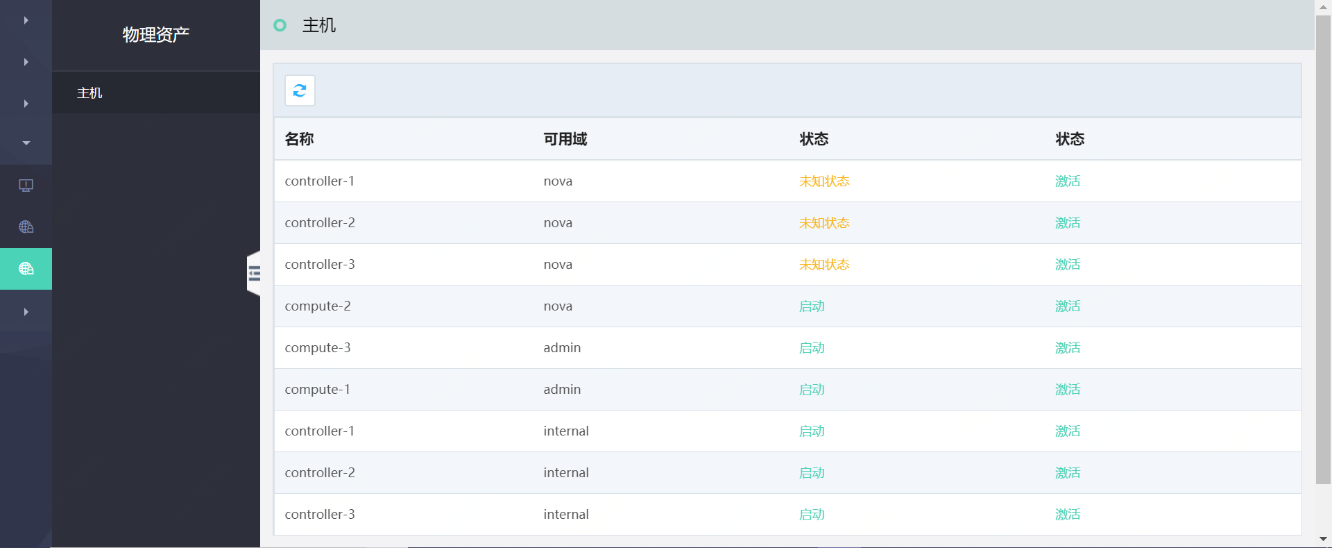 物理资产
主机
主机
名称 可用域 状态 状态
controller-1 nova 未知状态 激活
controller-2 nova 未知状态 激活
controller-3 nova 未知状态 激活
compute-2 nova 启动 激活
compute-3 admin 启动 激活
compute-1 admin 启动 激活
controller-1 internal 启动 激活
controller-2 internal 启动 激活
controller-3 internal 启动 激活